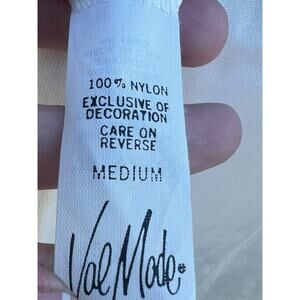 100% NYLON
EXCLUSIVE OF
DECORATION
CARE ON
REVERSE
MEDIUM
Val Mode